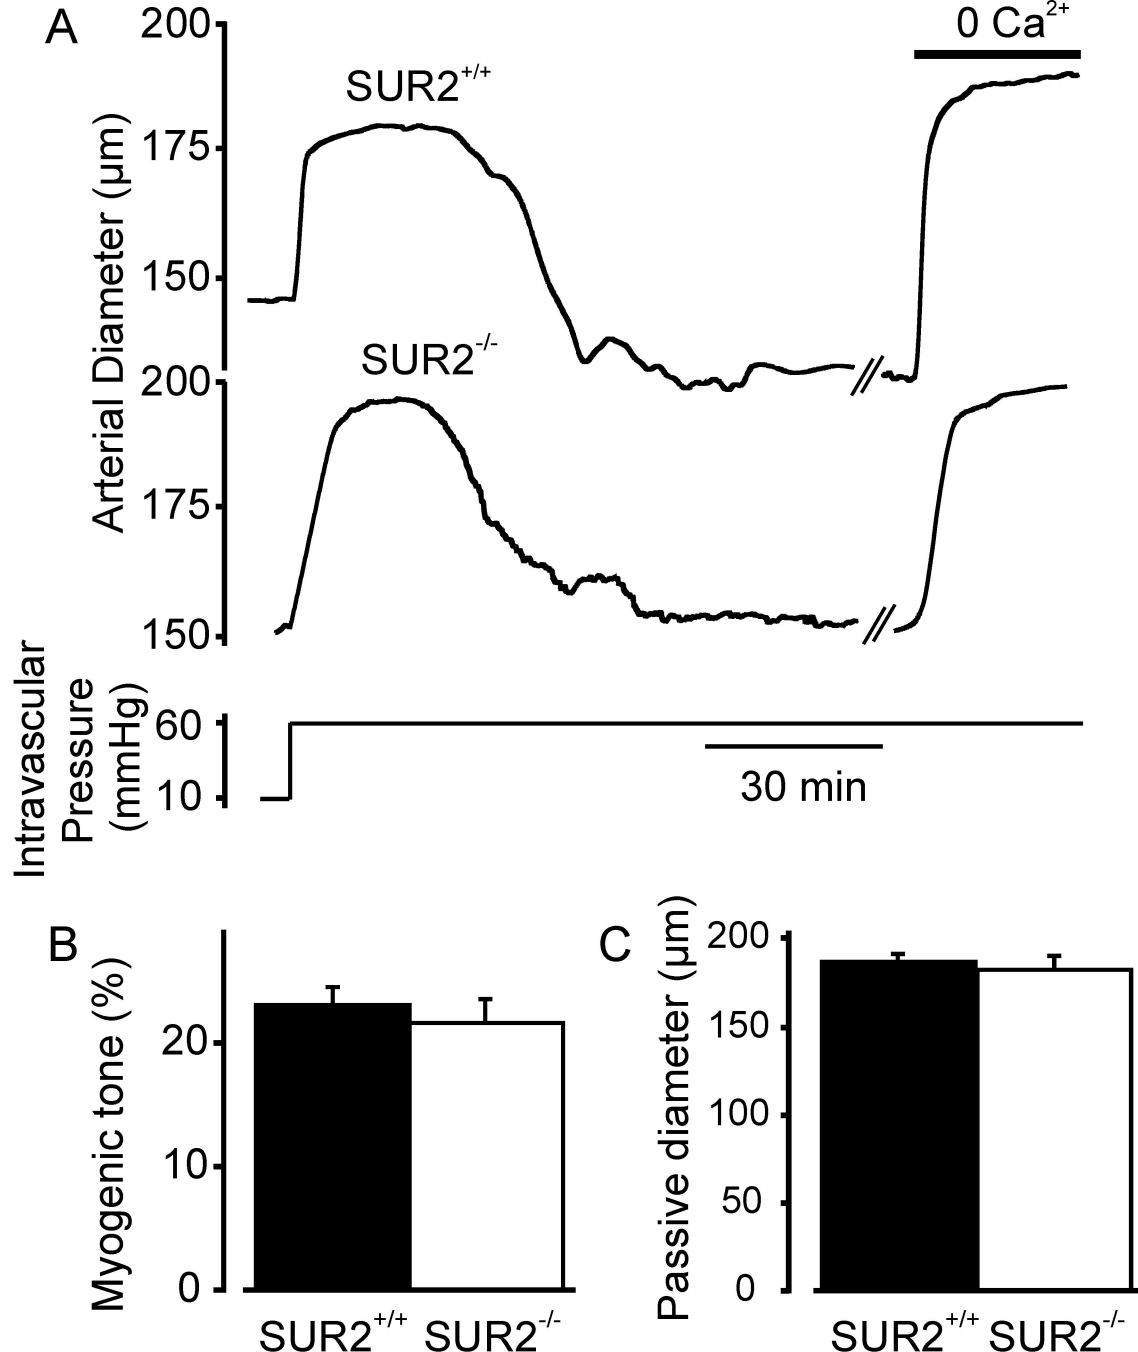 A
0 Ca²⁺
200
SUR2⁺/⁺
175
150
Arterial Diameter (µm)
SUR2⁻/⁻
200
175
150
Intravascular
Pressure
(mmHg)
60
10
30 min
B
Myogenic tone (%)
20
10
0
SUR2⁺/⁺ SUR2⁻/⁻
C
Passive diameter (µm)
200
150
100
50
0
SUR2⁺/⁺ SUR2⁻/⁻